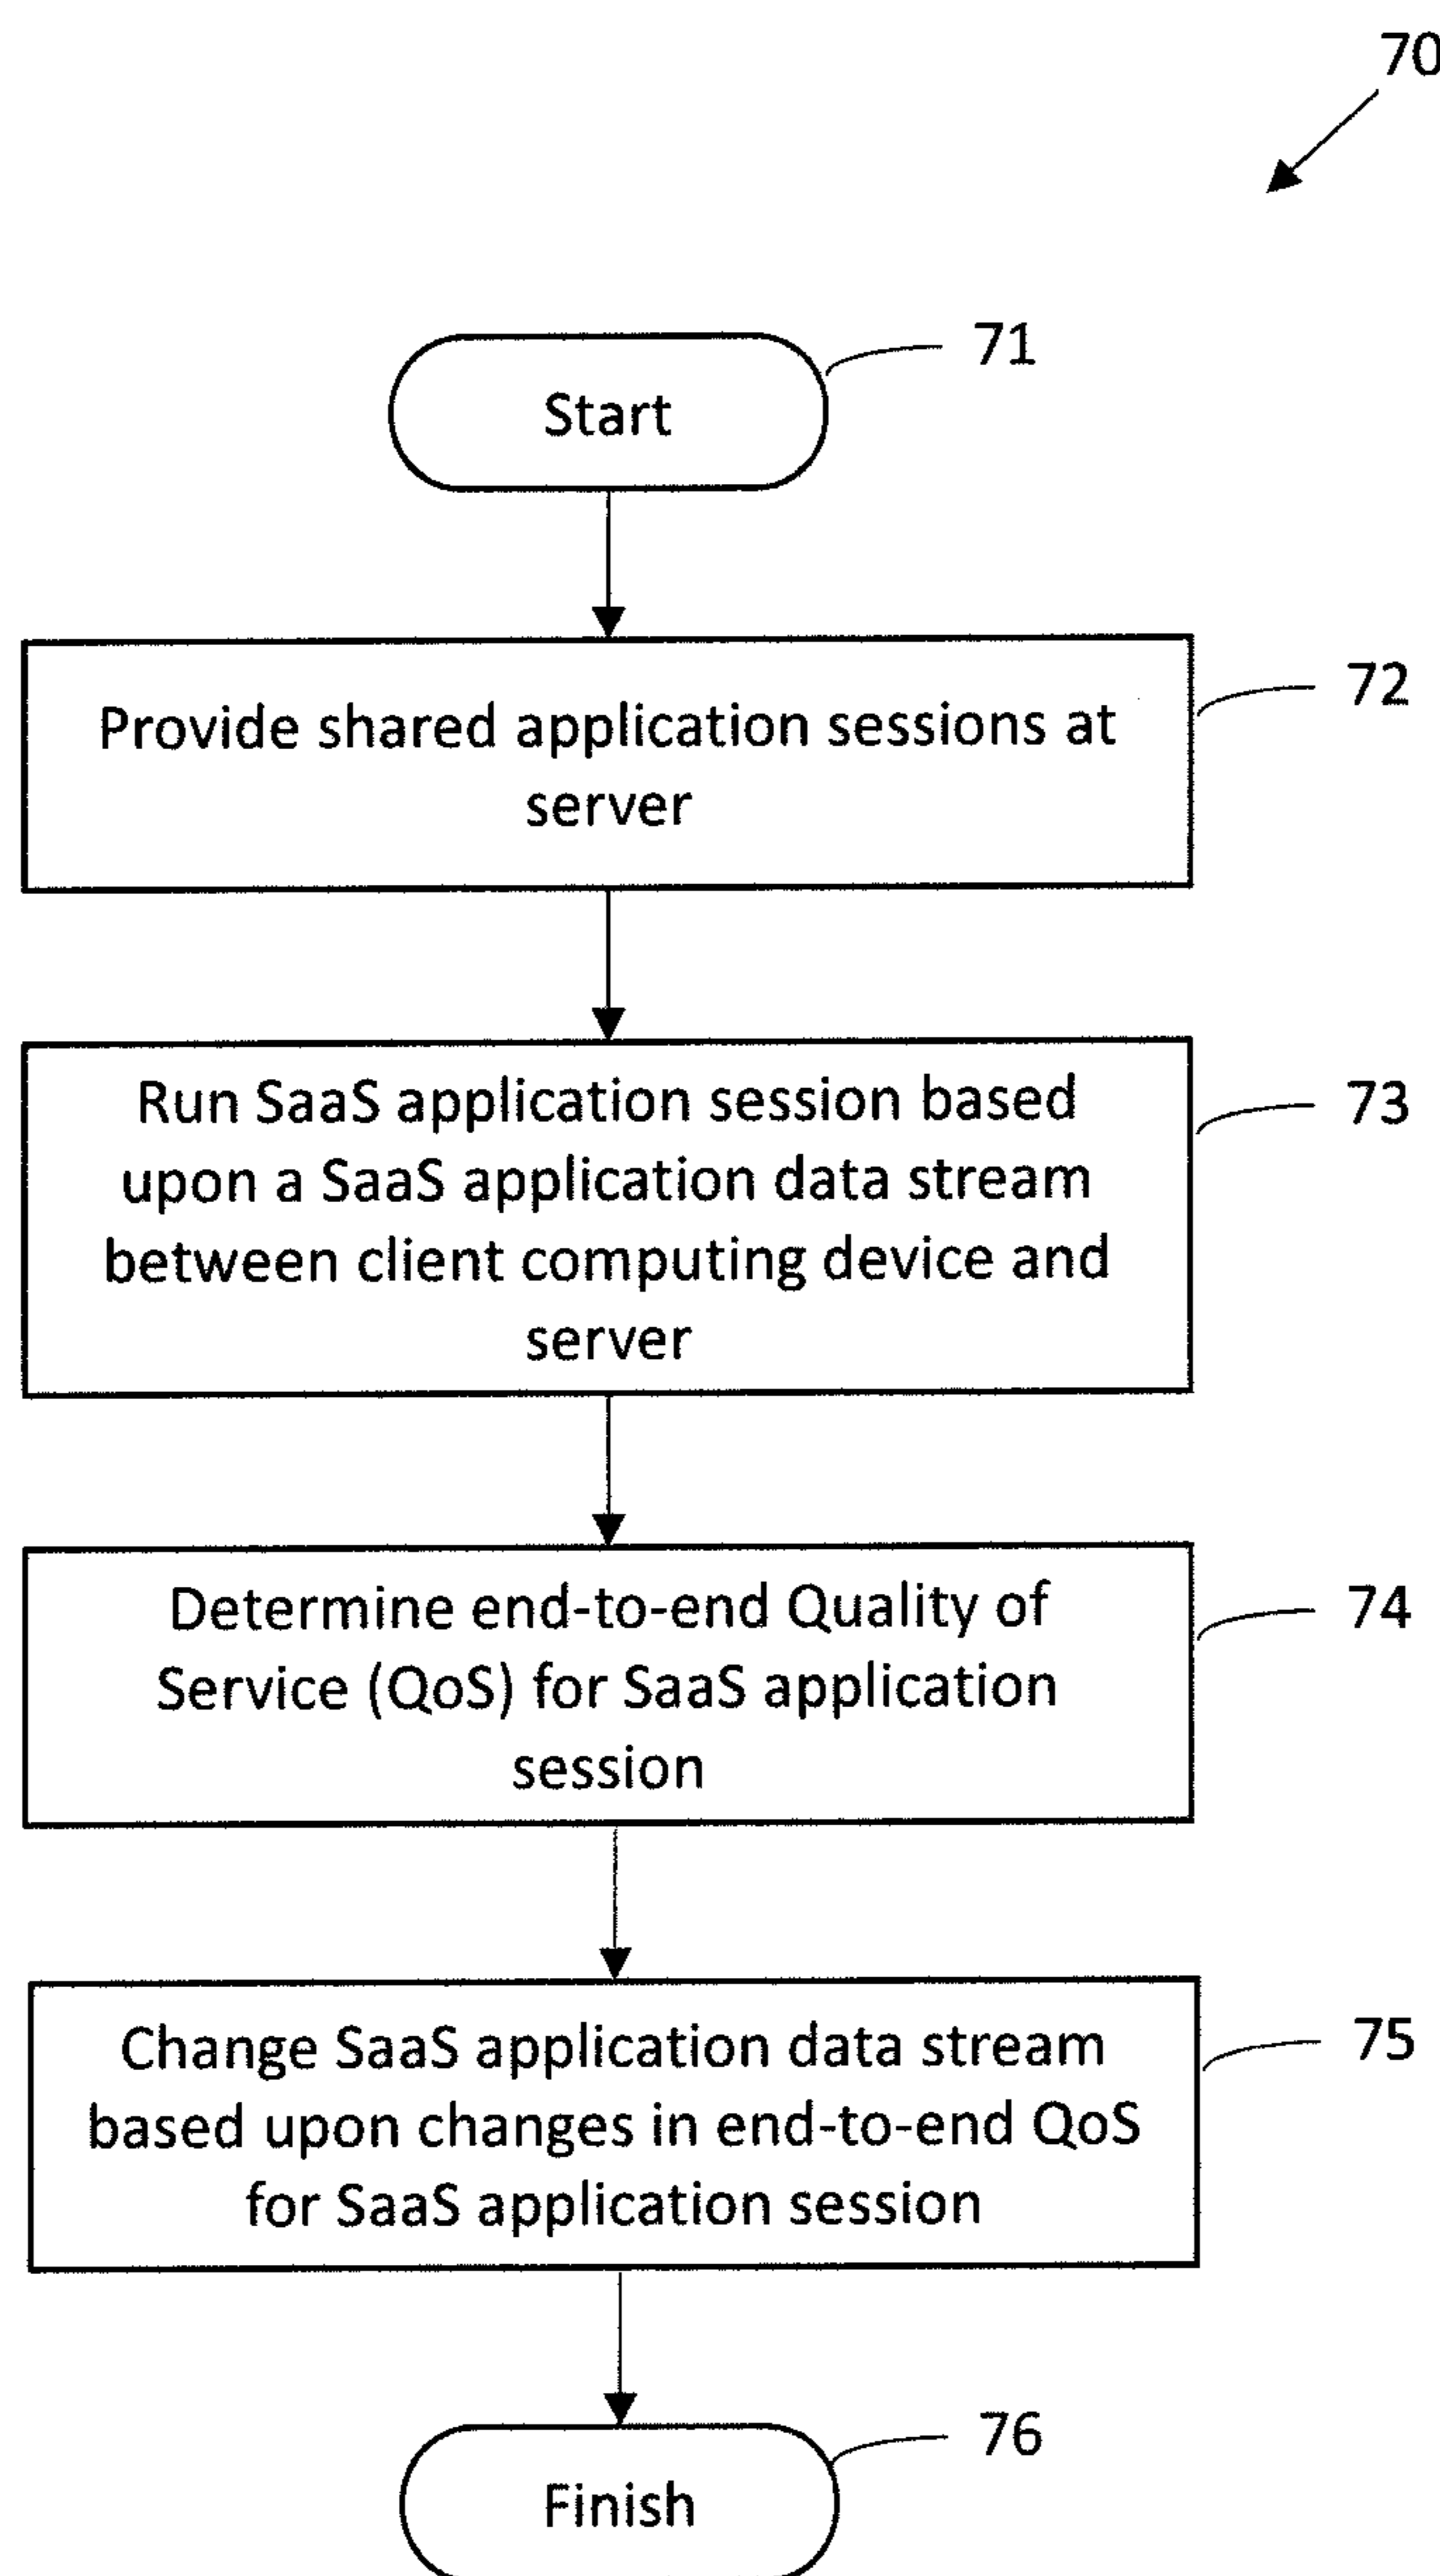 70
Start
71
Provide shared application sessions at
server
72
Run SaaS application session based
upon a SaaS application data stream
between client computing device and
server
73
Determine end-to-end Quality of
Service (QoS) for SaaS application
session
74
Change SaaS application data stream
based upon changes in end-to-end QoS
for SaaS application session
75
Finish
76